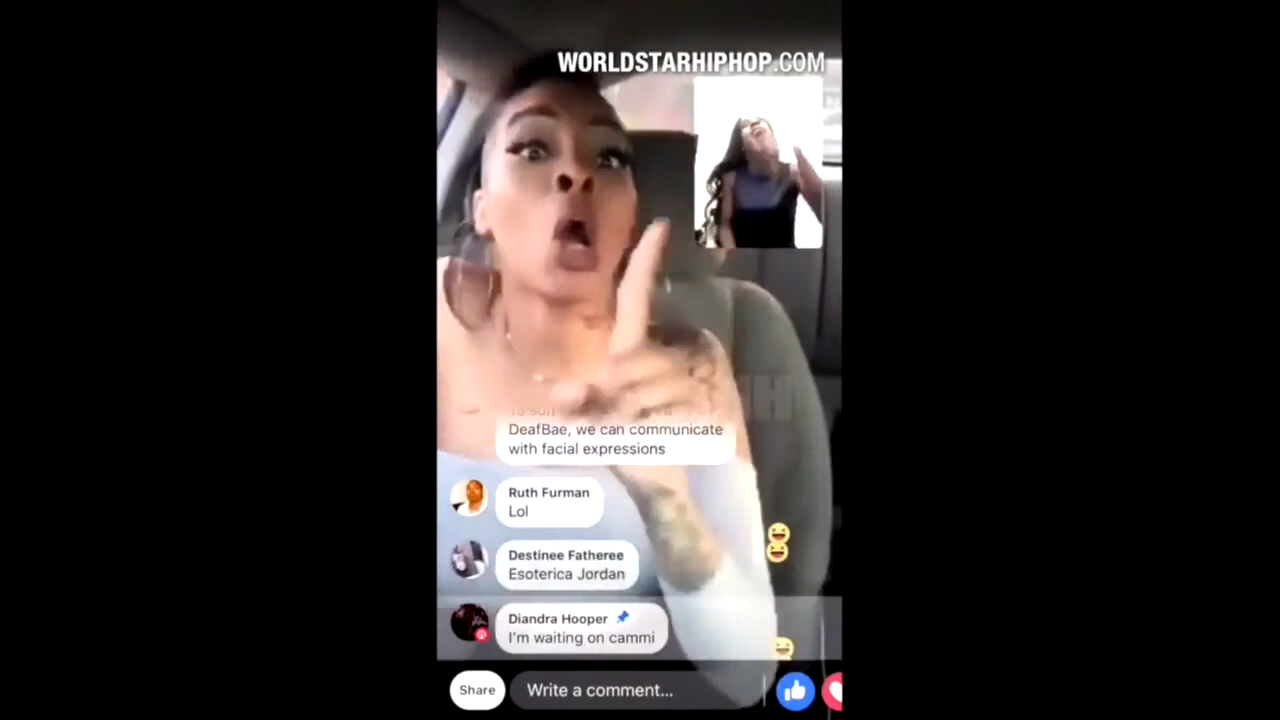 WORLDSTARHIPHOP.COM
DeafBae, we can communicate
with facial expressions
Ruth Furman
Lol
Destinee Fatheree
Esoterica Jordan
Diandra Hooper
I'm waiting on cammi
Share
Write a comment...